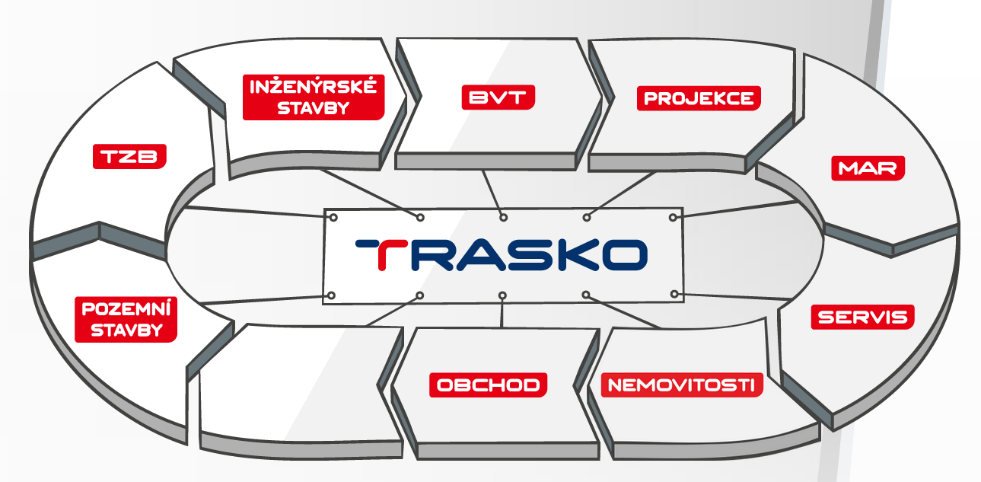 INŽENÝRSKÉ
STAVBY
BVT
PROJEKCE
TZB
MAR
TRASKO
POZEMNÍ
STAVBY
SERVIS
OBCHOD
NEMOVITOSTI